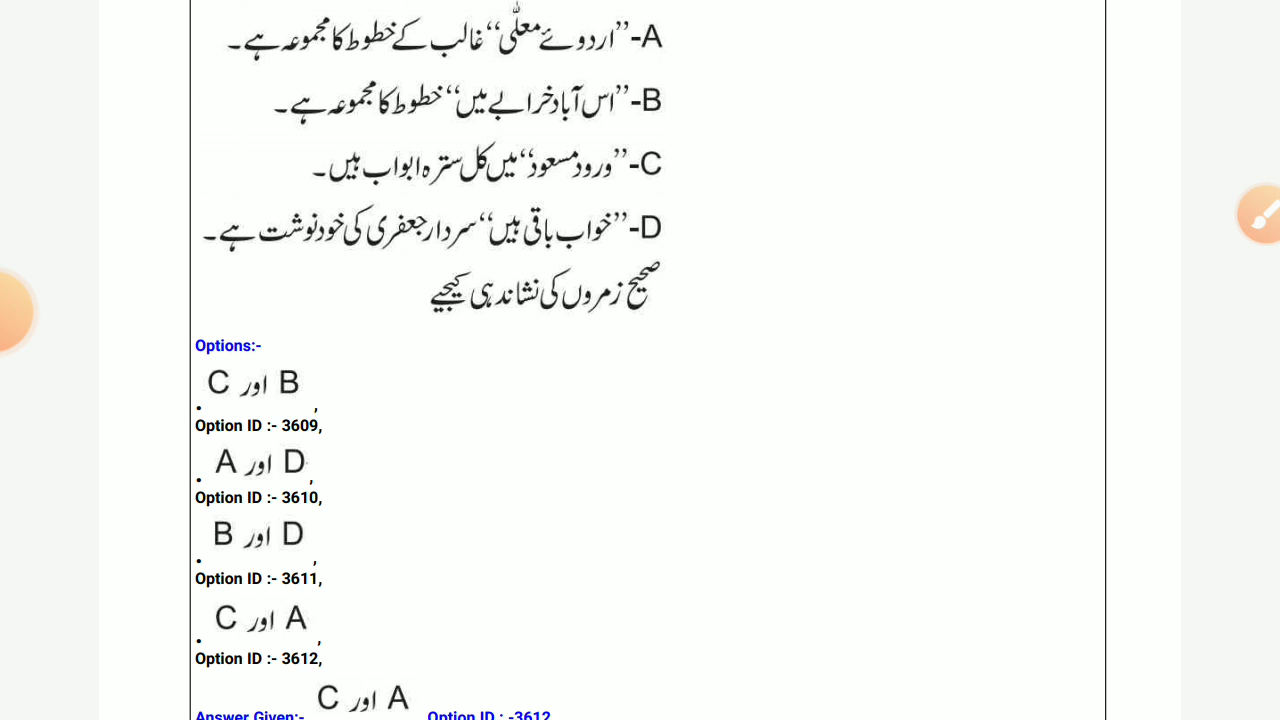 A-”اردوئے معلّٰی“ غالب کے خطوط کا مجموعہ ہے۔
B-”اس آباد خرابے میں“ خطوط کا مجموعہ ہے۔
C-”ورود مسعود“ میں کل سترہ ابواب ہیں۔
D-”خواب باقی ہیں“ سردار جعفری کی خودنوشت ہے۔
صحیح زمروں کی نشاندہی کیجیے
Options:-
B اور C
,
Option ID :- 3609,
D اور A
,
Option ID :- 3610,
D اور B
,
Option ID :- 3611,
A اور C
,
Option ID :- 3612,
A اور C
Answer Given:- Option ID : -3612